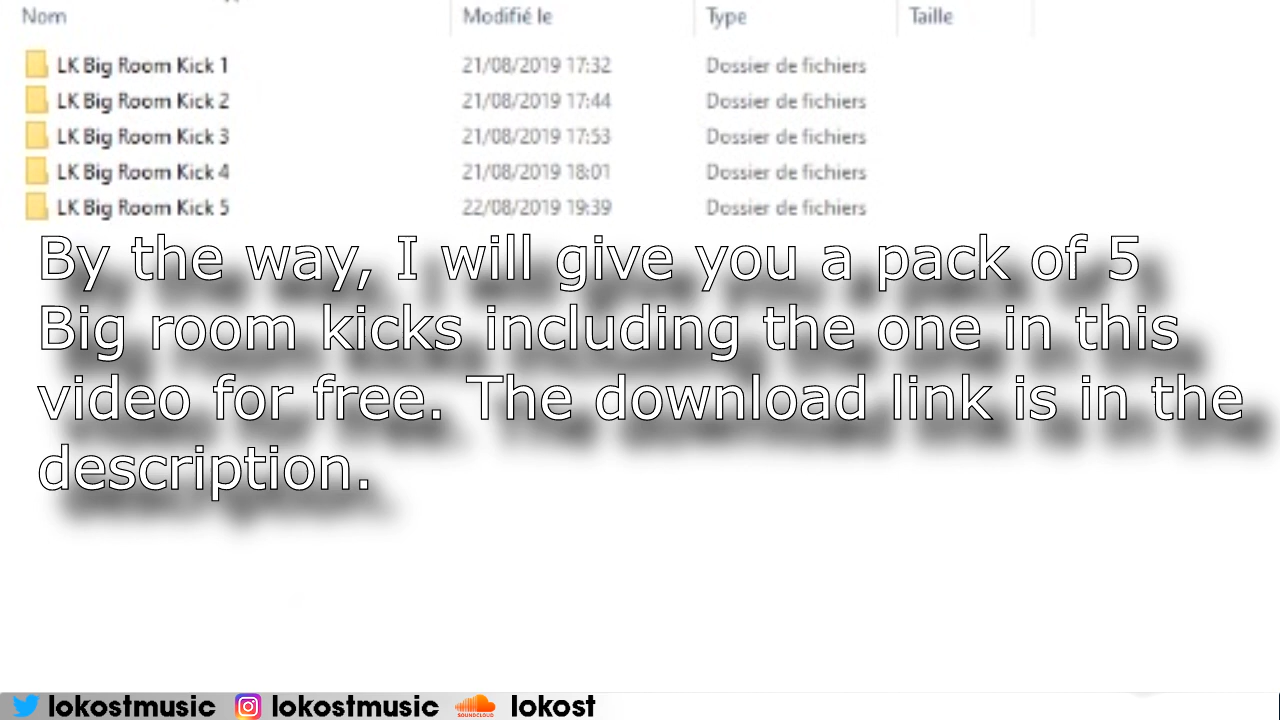 Nom Modifié le Type Taille
LK Big Room Kick 1 21/08/2019 17:32 Dossier de fichiers
LK Big Room Kick 2 21/08/2019 17:44 Dossier de fichiers
LK Big Room Kick 3 21/08/2019 17:53 Dossier de fichiers
LK Big Room Kick 4 21/08/2019 18:01 Dossier de fichiers
LK Big Room Kick 5 22/08/2019 19:39 Dossier de fichiers
By the way, I will give you a pack of 5
Big room kicks including the one in this
video for free. The download link is in the
description.
lokostmusic lokostmusic SOUNDCLOUD lokost